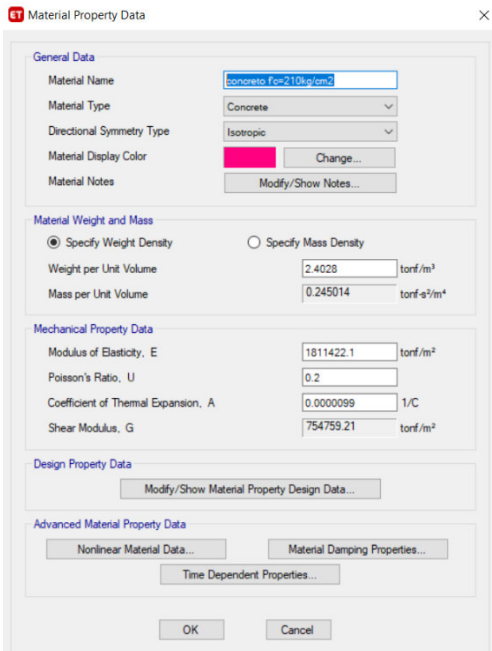 ET Material Property Data
General Data
Material Name concreto f'c=210kg/cm2
Material Type Concrete
Directional Symmetry Type Isotropic
Material Display Color Change...
Material Notes Modify/Show Notes...
Material Weight and Mass
Specify Weight Density Specify Mass Density
Weight per Unit Volume 2.4028 tonf/m³
Mass per Unit Volume 0.245014 tonf-s²/m⁴
Mechanical Property Data
Modulus of Elasticity, E 1811422.1 tonf/m²
Poisson's Ratio, U 0.2
Coefficient of Thermal Expansion, A 0.0000099 1/C
Shear Modulus, G 754759.21 tonf/m²
Design Property Data
Modify/Show Material Property Design Data...
Advanced Material Property Data
Nonlinear Material Data... Material Damping Properties...
Time Dependent Properties...
OK Cancel